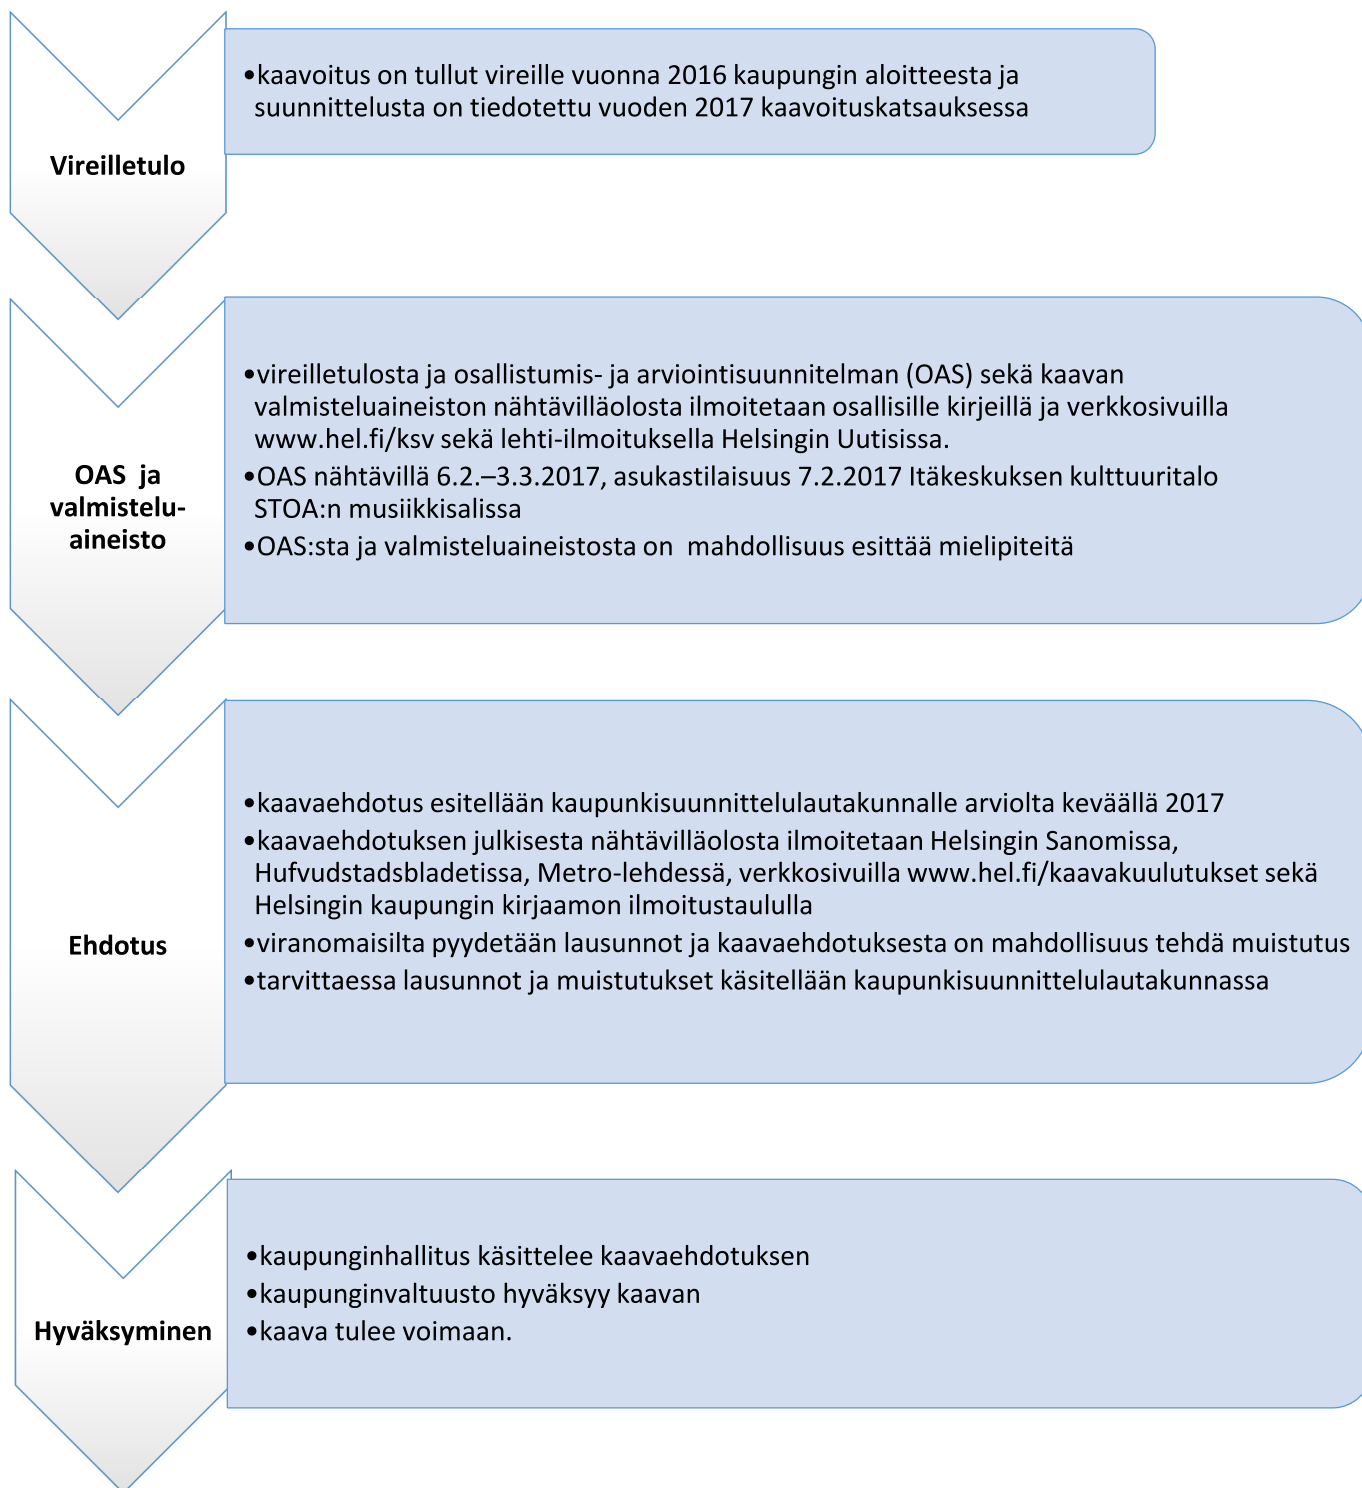 Vireilletulo
•kaavoitus on tullut vireille vuonna 2016 kaupungin aloitteesta ja
suunnittelusta on tiedotettu vuoden 2017 kaavoituskatsauksessa
OAS  ja
valmistelu-
aineisto
•vireilletulosta ja osallistumis- ja arviointisuunnitelman (OAS) sekä kaavan
valmisteluaineiston nähtävilläolosta ilmoitetaan osallisille kirjeillä ja verkkosivuilla
www.hel.fi/ksv sekä lehti-ilmoituksella Helsingin Uutisissa.
•OAS nähtävillä 6.2.–3.3.2017, asukastilaisuus 7.2.2017 Itäkeskuksen kulttuuritalo
STOA:n musiikkisalissa
•OAS:sta ja valmisteluaineistosta on  mahdollisuus esittää mielipiteitä
Ehdotus
•kaavaehdotus esitellään kaupunkisuunnittelulautakunnalle arviolta keväällä 2017
•kaavaehdotuksen julkisesta nähtävilläolosta ilmoitetaan Helsingin Sanomissa,
Hufvudstadsbladetissa, Metro-lehdessä, verkkosivuilla www.hel.fi/kaavakuulutukset sekä
Helsingin kaupungin kirjaamon ilmoitustaululla
•viranomaisilta pyydetään lausunnot ja kaavaehdotuksesta on mahdollisuus tehdä muistutus
•tarvittaessa lausunnot ja muistutukset käsitellään kaupunkisuunnittelulautakunnassa
Hyväksyminen
•kaupunginhallitus käsittelee kaavaehdotuksen
•kaupunginvaltuusto hyväksyy kaavan
•kaava tulee voimaan.